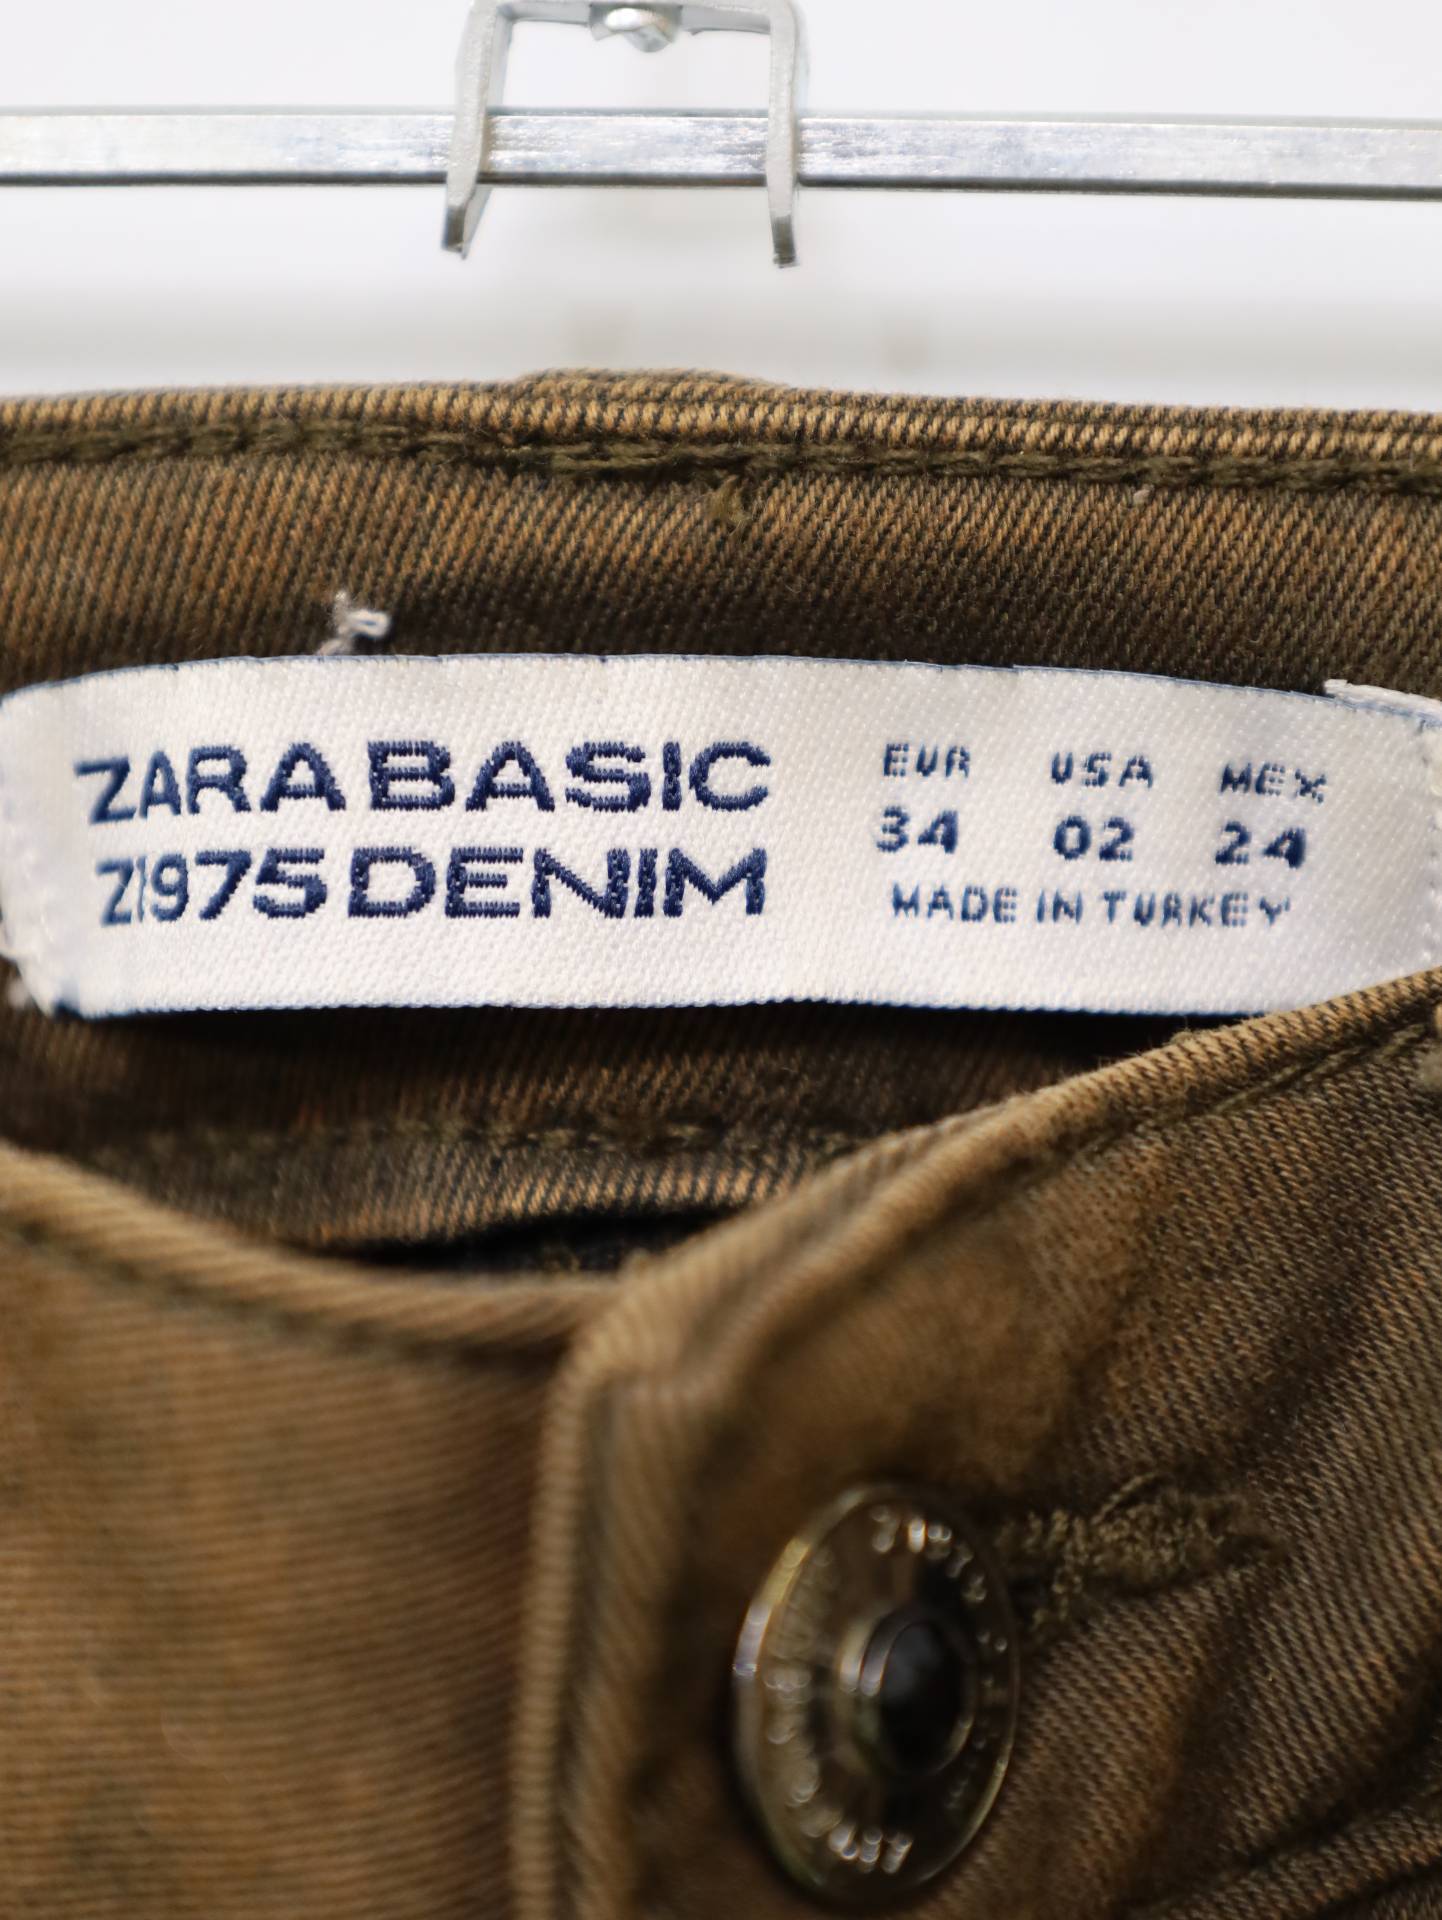 ZARA BASIC
Z1975 DENIM
EUR USA MEX
34 02 24
MADE IN TURKEY